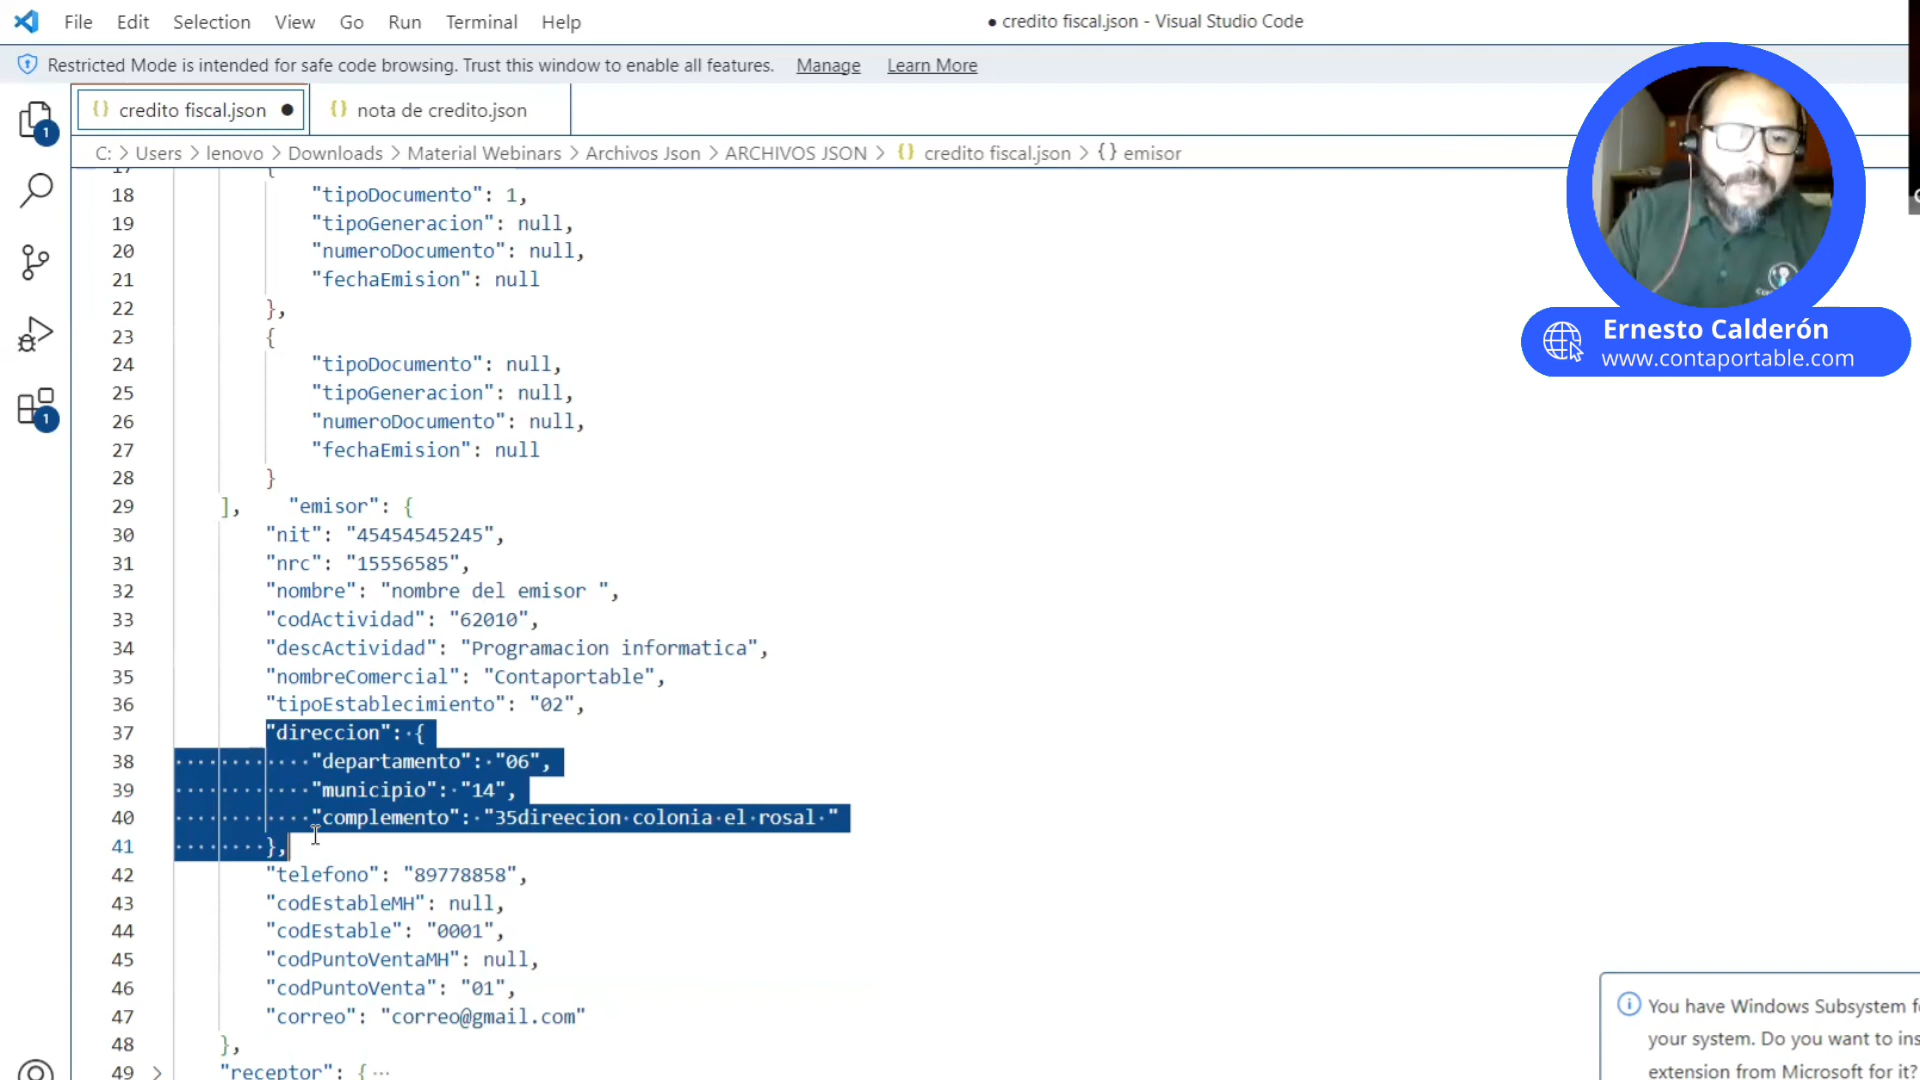 File Edit Selection View Go Run Terminal Help
● credito fiscal.json - Visual Studio Code
Restricted Mode is intended for safe code browsing. Trust this window to enable all features. Manage Learn More
{} credito fiscal.json ● {} nota de credito.json
C: > Users > lenovo > Downloads > Material Webinars > Archivos Json > ARCHIVOS JSON > {} credito fiscal.json > {} emisor
Ernesto Calderón
www.contaportable.com
17 {
18 "tipoDocumento": 1,
19 "tipoGeneracion": null,
20 "numeroDocumento": null,
21 "fechaEmision": null
22 },
23 {
24 "tipoDocumento": null,
25 "tipoGeneracion": null,
26 "numeroDocumento": null,
27 "fechaEmision": null
28 }
29 ], "emisor": {
30 "nit": "45454545245",
31 "nrc": "15556585",
32 "nombre": "nombre del emisor ",
33 "codActividad": "62010",
34 "descActividad": "Programacion informatica",
35 "nombreComercial": "Contaportable",
36 "tipoEstablecimiento": "02",
37 "direccion": {
38 "departamento": "06",
39 "municipio": "14",
40 "complemento": "35direecion colonia el rosal "
41 },
42 "telefono": "89778858",
43 "codEstableMH": null,
44 "codEstable": "0001",
45 "codPuntoVentaMH": null,
46 "codPuntoVenta": "01",
47 "correo": "correo@gmail.com"
48 },
49 > "receptor": { ···
1
1
You have Windows Subsystem
your system. Do you want to
extension from Microsoft for it?